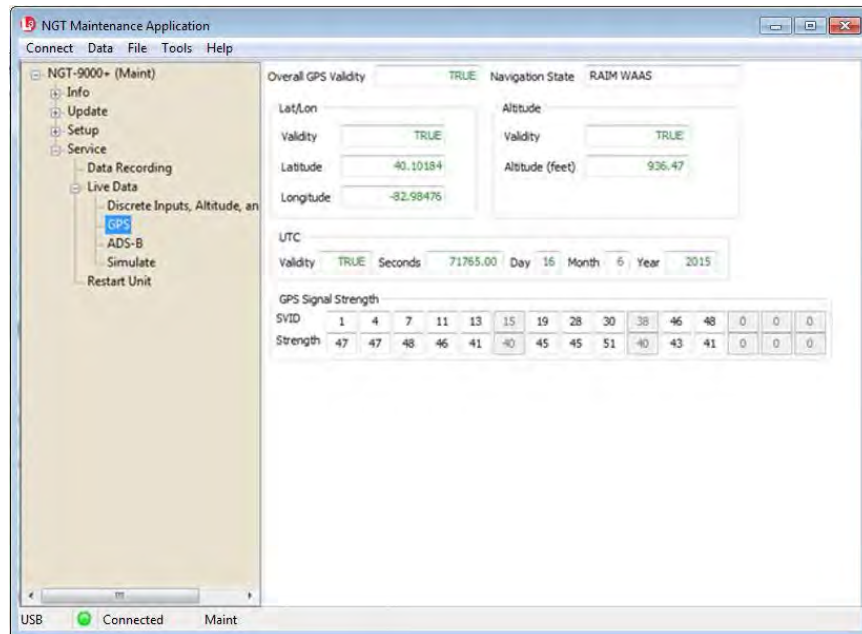 NGT Maintenance Application
Connect Data File Tools Help
NGT-9000+ (Maint)
Info
Update
Setup
Service
Data Recording
Live Data
Discrete Inputs, Altitude, an
GPS
ADS-B
Simulate
Restart Unit
Overall GPS Validity TRUE Navigation State RAIM WAAS
Lat/Lon
Validity TRUE
Latitude 40.10184
Longitude -82.98476
Altitude
Validity TRUE
Altitude (feet) 936.47
UTC
Validity TRUE Seconds 71765.00 Day 16 Month 6 Year 2015
GPS Signal Strength
SVID 1 4 7 11 13 15 19 28 30 38 46 48 0 0 0
Strength 47 47 48 46 41 40 45 45 51 40 43 41 0 0 0
USB Connected Maint